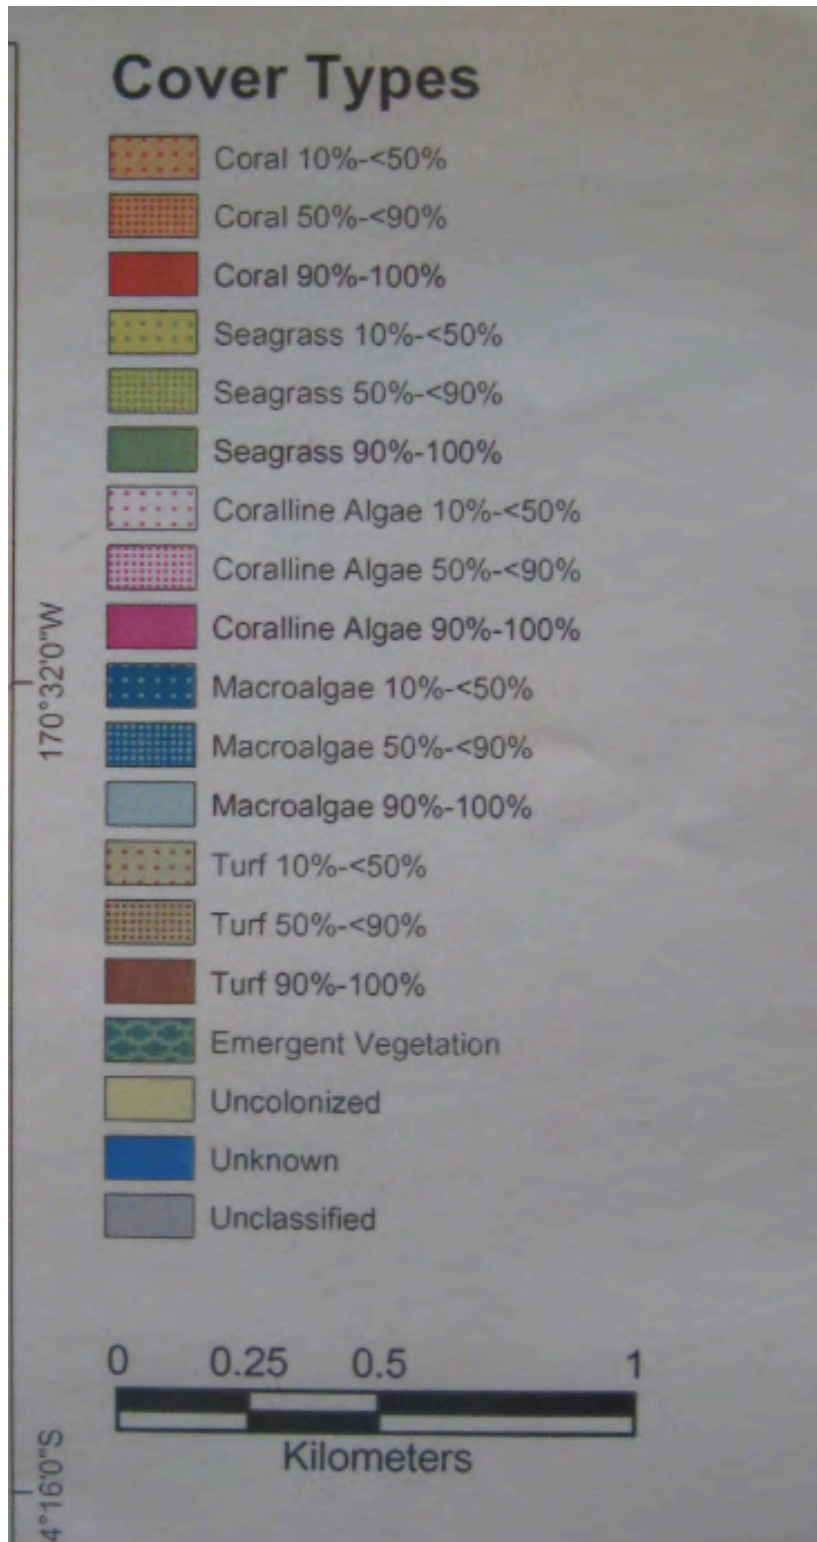 Cover Types
Coral 10%-<50%
Coral 50%-<90%
Coral 90%-100%
Seagrass 10%-<50%
Seagrass 50%-<90%
Seagrass 90%-100%
Coralline Algae 10%-<50%
Coralline Algae 50%-<90%
Coralline Algae 90%-100%
Macroalgae 10%-<50%
Macroalgae 50%-<90%
Macroalgae 90%-100%
Turf 10%-<50%
Turf 50%-<90%
Turf 90%-100%
Emergent Vegetation
Uncolonized
Unknown
Unclassified
0 0.25 0.5 1
Kilometers
170°32'0"W
4°16'0"S